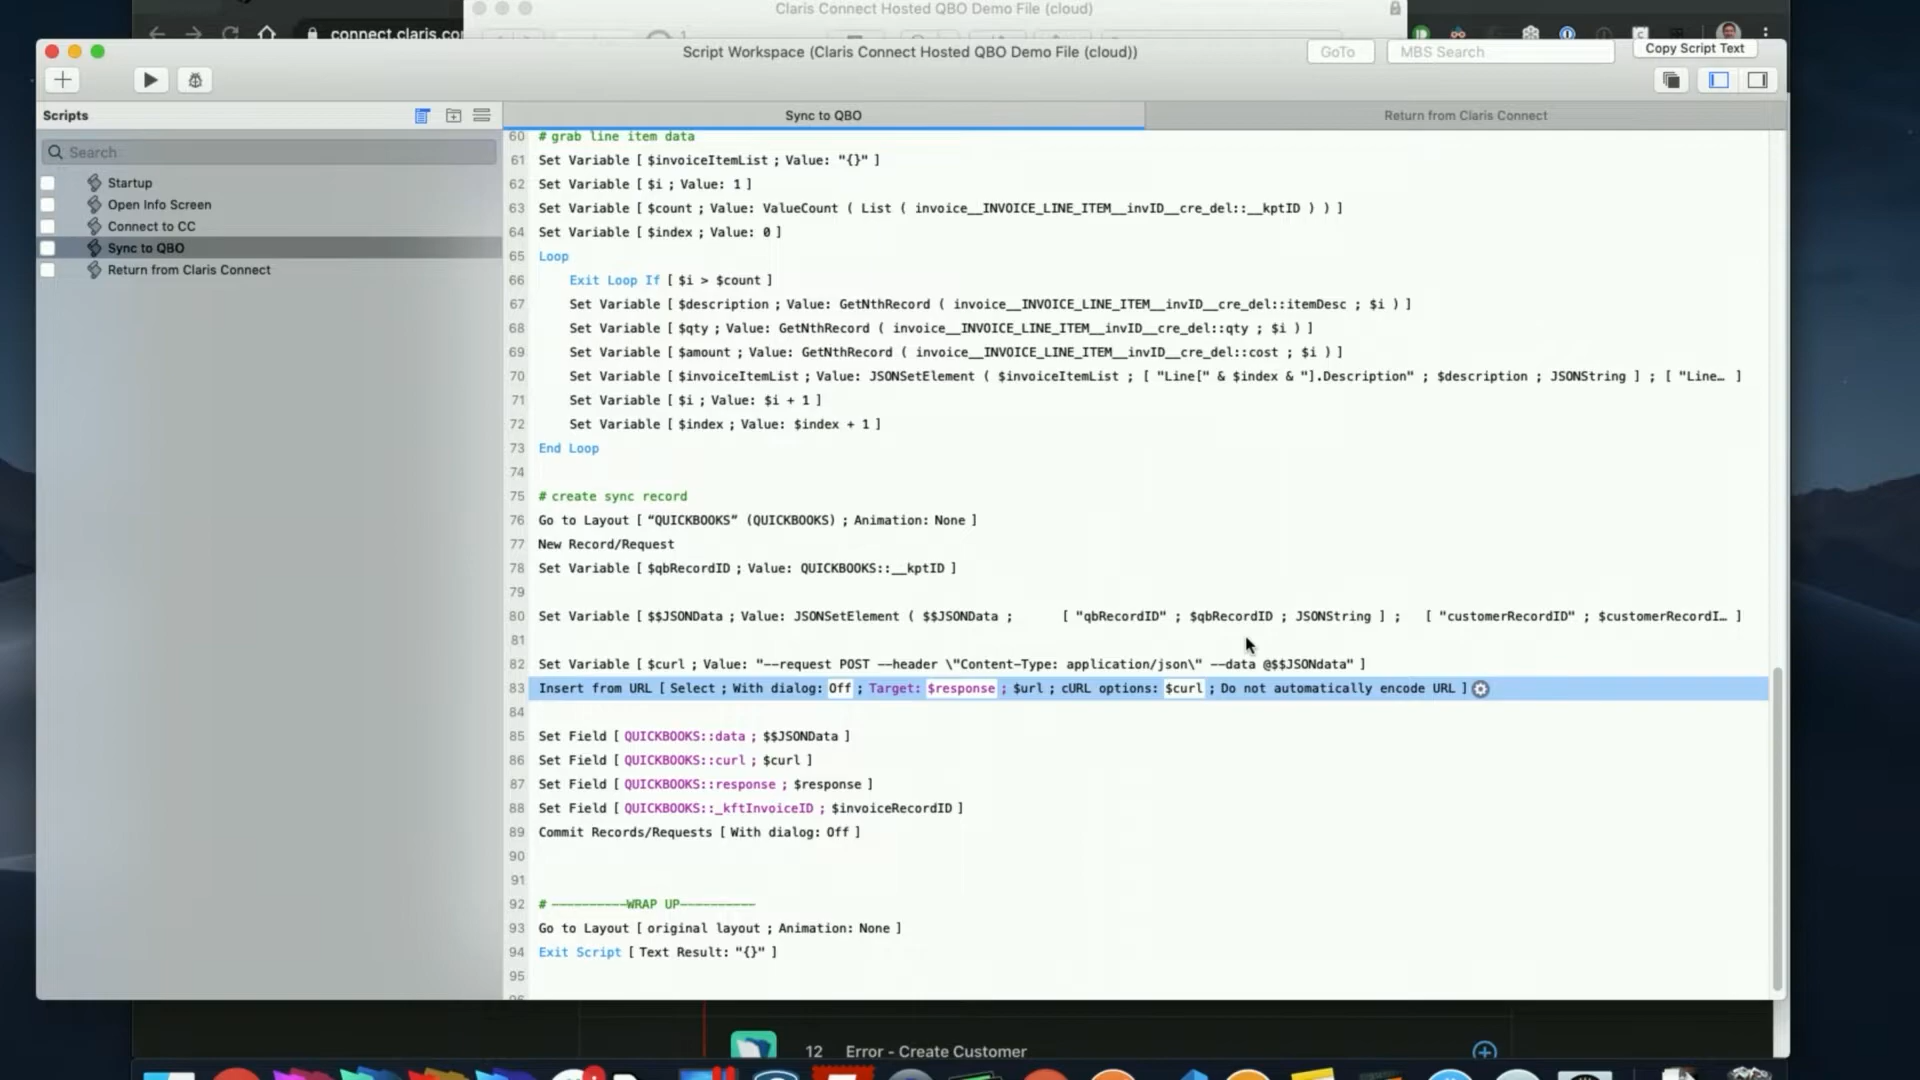 Claris Connect Hosted QBO Demo File (cloud)
connect.claris.co
Script Workspace (Claris Connect Hosted QBO Demo File (cloud))
GoTo
MBS Search
Copy Script Text
Scripts
Sync to QBO
Return from Claris Connect
Search
Startup
Open Info Screen
Connect to CC
Sync to QBO
Return from Claris Connect
60 # grab line item data
61 Set Variable [ $invoiceItemList ; Value: "{}" ]
62 Set Variable [ $i ; Value: 1 ]
63 Set Variable [ $count ; Value: ValueCount ( List ( invoice__INVOICE_LINE_ITEM__invID__cre_del::__kptID ) ) ]
64 Set Variable [ $index ; Value: 0 ]
65 Loop
66 Exit Loop If [ $i > $count ]
67 Set Variable [ $description ; Value: GetNthRecord ( invoice__INVOICE_LINE_ITEM__invID__cre_del::itemDesc ; $i ) ]
68 Set Variable [ $qty ; Value: GetNthRecord ( invoice__INVOICE_LINE_ITEM__invID__cre_del::qty ; $i ) ]
69 Set Variable [ $amount ; Value: GetNthRecord ( invoice__INVOICE_LINE_ITEM__invID__cre_del::cost ; $i ) ]
70 Set Variable [ $invoiceItemList ; Value: JSONSetElement ( $invoiceItemList ; [ "Line[" & $index & "].Description" ; $description ; JSONString ] ; [ "Line… ]
71 Set Variable [ $i ; Value: $i + 1 ]
72 Set Variable [ $index ; Value: $index + 1 ]
73 End Loop
74
75 # create sync record
76 Go to Layout [ “QUICKBOOKS” (QUICKBOOKS) ; Animation: None ]
77 New Record/Request
78 Set Variable [ $qbRecordID ; Value: QUICKBOOKS::__kptID ]
79
80 Set Variable [ $$JSONData ; Value: JSONSetElement ( $$JSONData ; [ "qbRecordID" ; $qbRecordID ; JSONString ] ; [ "customerRecordID" ; $customerRecordI… ]
81
82 Set Variable [ $curl ; Value: "--request POST --header \"Content-Type: application/json\" --data @$$JSONdata" ]
83 Insert from URL [ Select ; With dialog: Off ; Target: $response ; $url ; cURL options: $curl ; Do not automatically encode URL ]
84
85 Set Field [ QUICKBOOKS::data ; $$JSONData ]
86 Set Field [ QUICKBOOKS::curl ; $curl ]
87 Set Field [ QUICKBOOKS::response ; $response ]
88 Set Field [ QUICKBOOKS::_kftInvoiceID ; $invoiceRecordID ]
89 Commit Records/Requests [ With dialog: Off ]
90
91
92 # ----------WRAP UP----------
93 Go to Layout [ original layout ; Animation: None ]
94 Exit Script [ Text Result: "{}" ]
95
12 Error - Create Customer